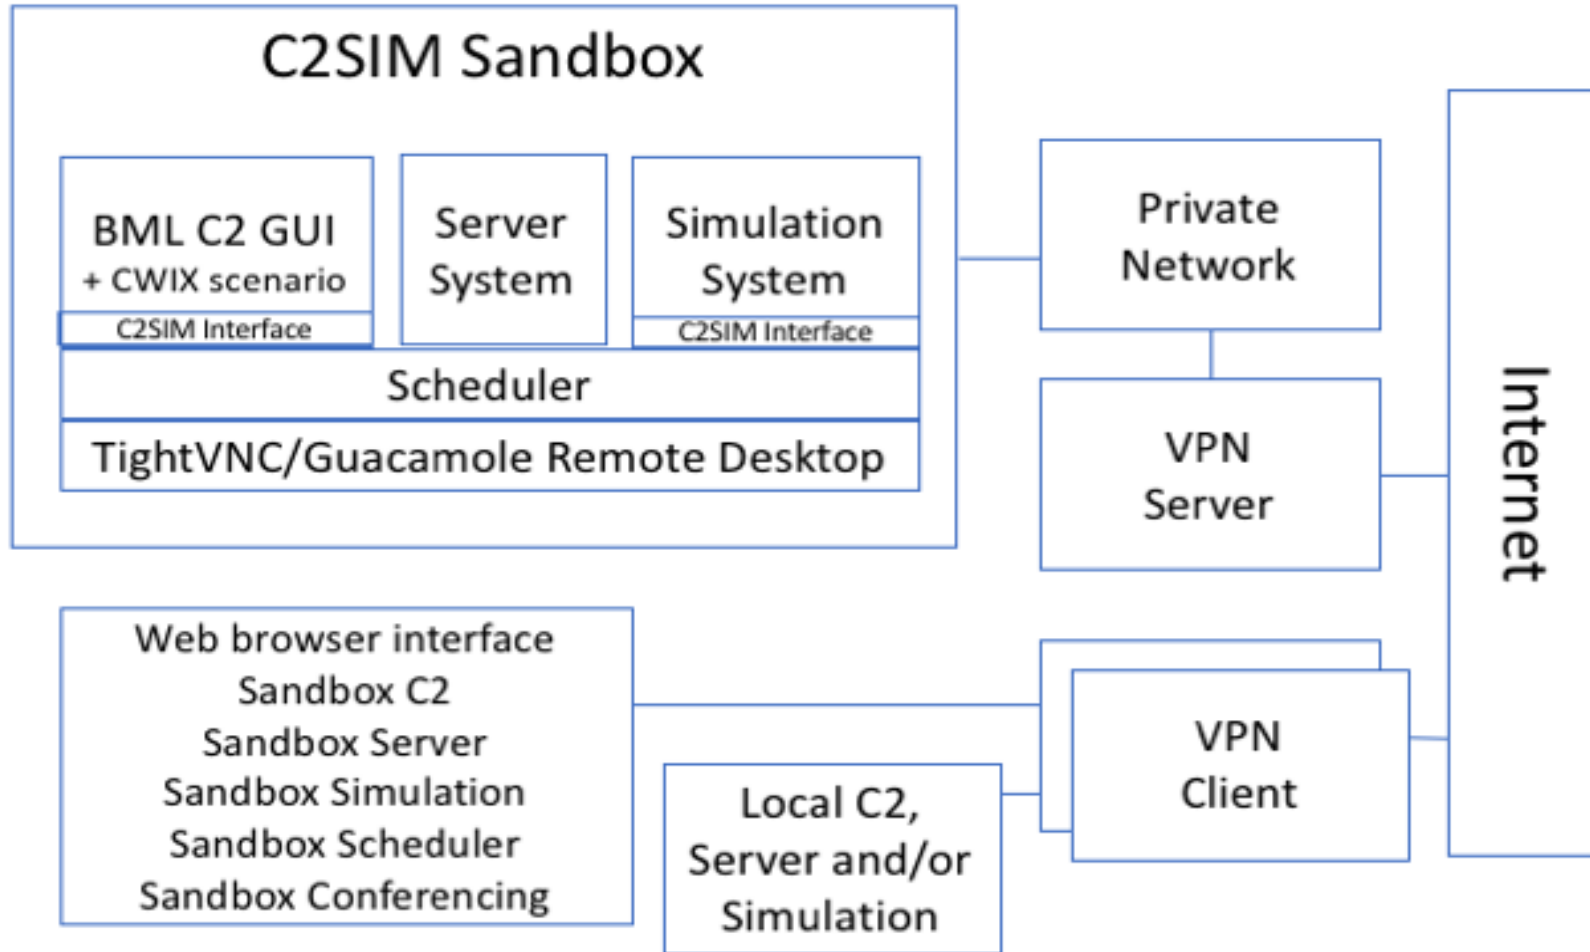 C2SIM Sandbox
BML C2 GUI
+ CWIX scenario
C2SIM Interface
Server
System
Simulation
System
C2SIM Interface
Scheduler
TightVNC/Guacamole Remote Desktop
Private
Network
VPN
Server
Internet
Web browser interface
Sandbox C2
Sandbox Server
Sandbox Simulation
Sandbox Scheduler
Sandbox Conferencing
Local C2,
Server and/or
Simulation
VPN
Client